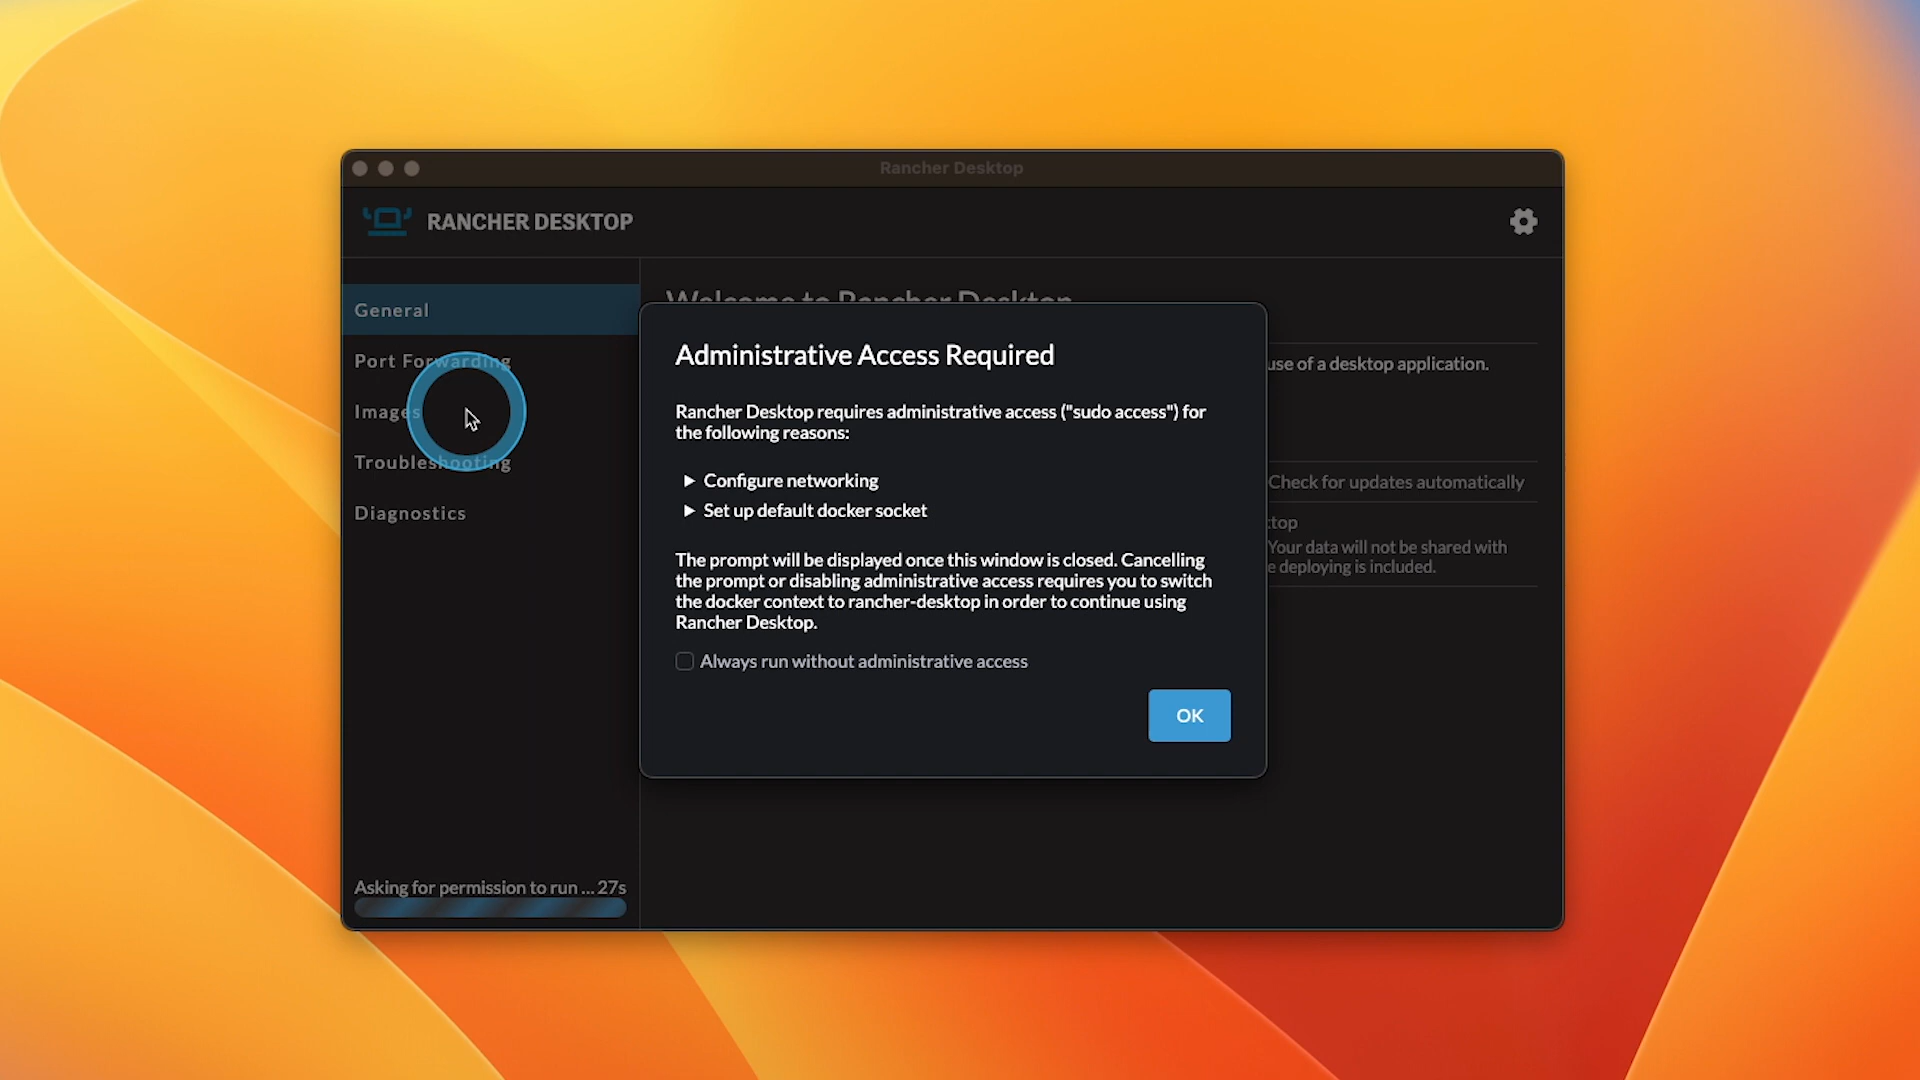 Rancher Desktop
RANCHER DESKTOP
General
Port Forwarding
Images
Troubleshooting
Diagnostics
Asking for permission to run ... 27s
Welcome to Rancher Desktop
use of a desktop application.
Check for updates automatically
top
Your data will not be shared with
e deploying is included.
Administrative Access Required
Rancher Desktop requires administrative access ("sudo access") for
the following reasons:
▶ Configure networking
▶ Set up default docker socket
The prompt will be displayed once this window is closed. Cancelling
the prompt or disabling administrative access requires you to switch
the docker context to rancher-desktop in order to continue using
Rancher Desktop.
Always run without administrative access
OK